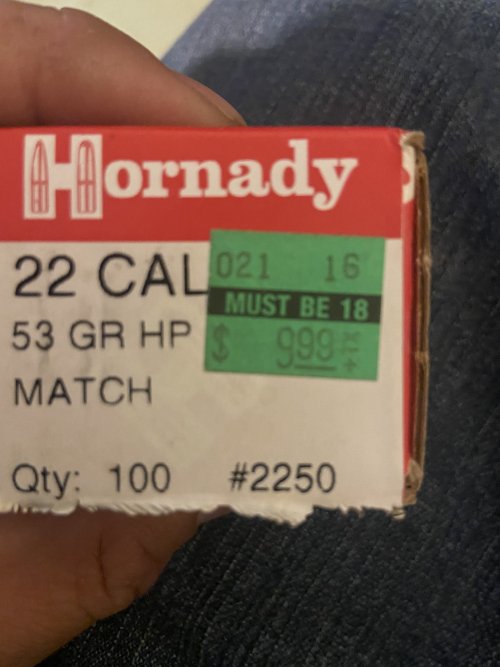 Hornady
22 CAL
021 16
MUST BE 18
53 GR HP
$ 999
MATCH
Qty: 100 #2250